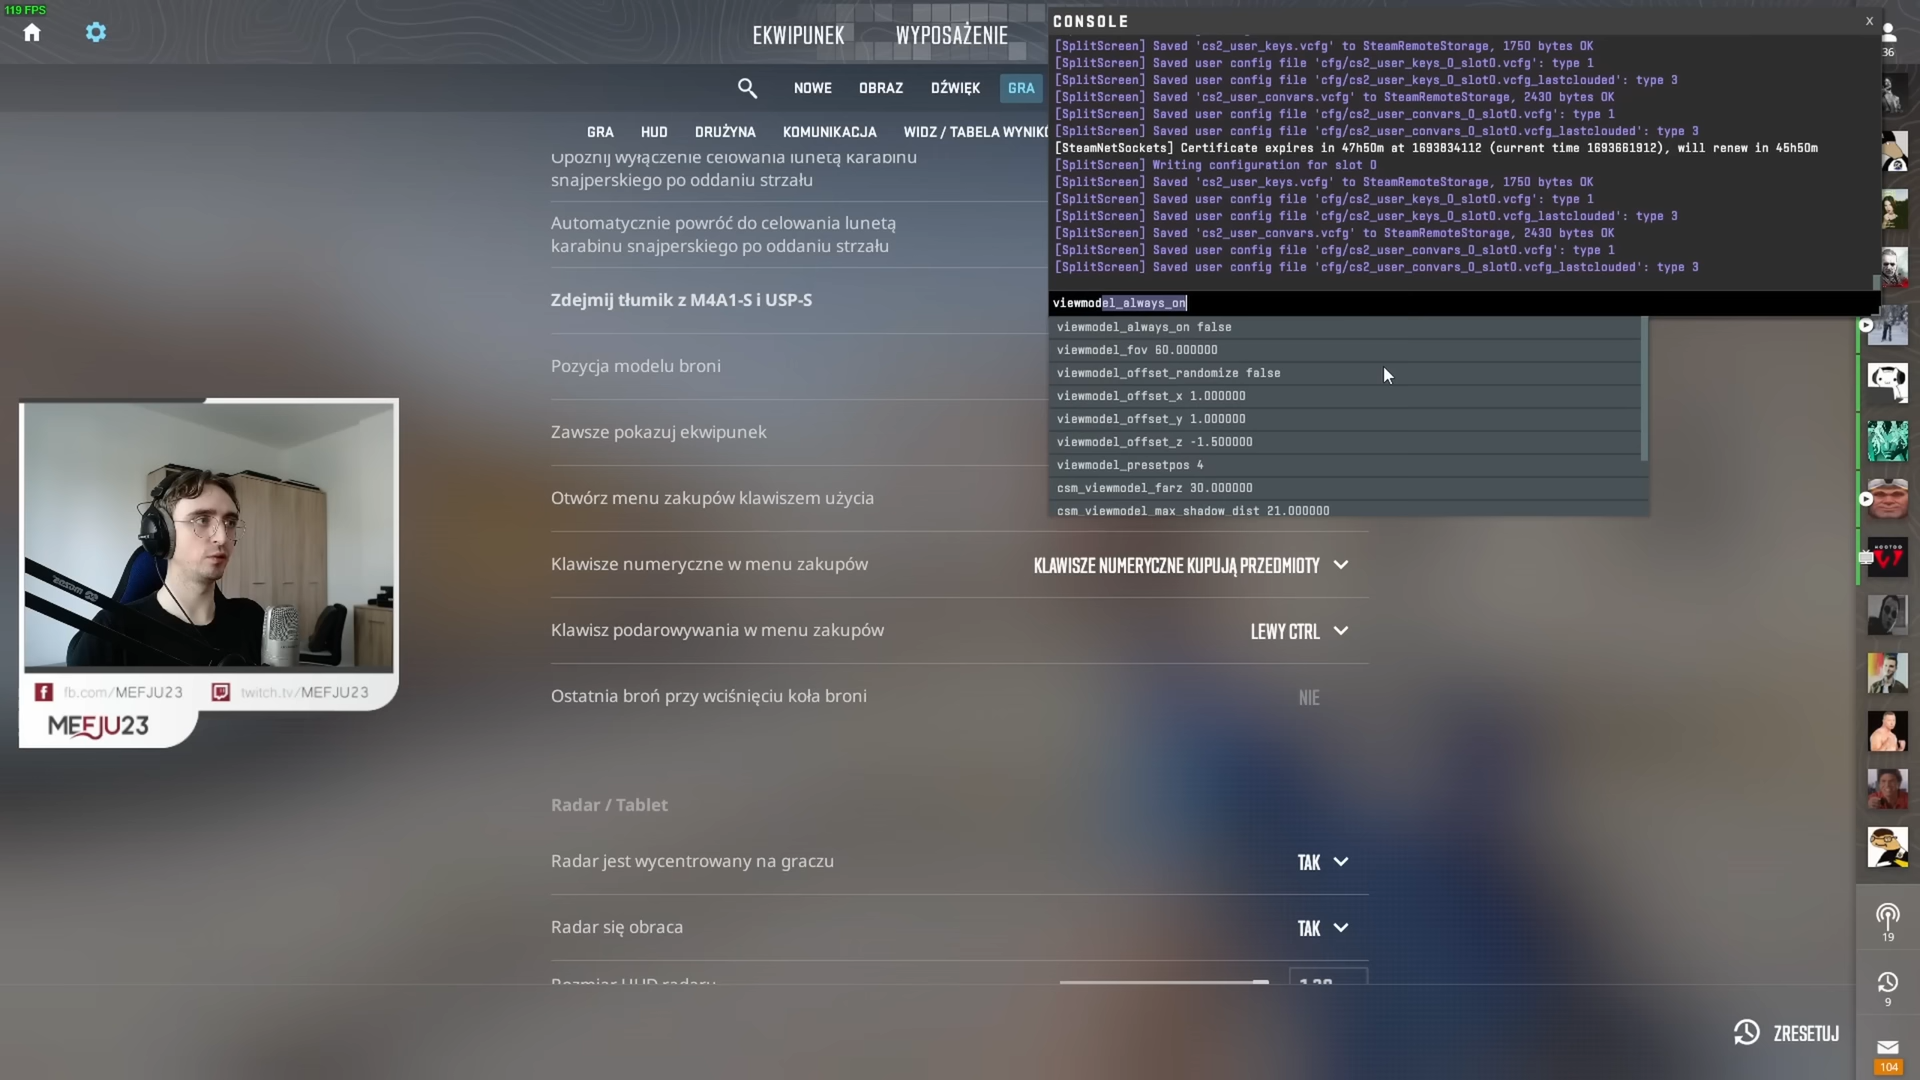 119 FPS
EKWIPUNEK
WYPOSAŻENIE
NOWE
OBRAZ
DŹWIĘK
GRA
GRA
HUD
DRUŻYNA
KOMUNIKACJA
WIDZ / TABELA WYNIKÓ
Opóźnij wyłączenie celowania lunetą karabinu
snajperskiego po oddaniu strzału
Automatycznie powróć do celowania lunetą
karabinu snajperskiego po oddaniu strzału
Zdejmij tłumik z M4A1-S i USP-S
Pozycja modelu broni
Zawsze pokazuj ekwipunek
Otwórz menu zakupów klawiszem użycia
Klawisze numeryczne w menu zakupów
KLAWISZE NUMERYCZNE KUPUJĄ PRZEDMIOTY
Klawisz podarowywania w menu zakupów
LEWY CTRL
Ostatnia broń przy wciśnięciu koła broni
NIE
Radar / Tablet
Radar jest wycentrowany na graczu
TAK
Radar się obraca
TAK
Rozmiar HUD radaru
CONSOLE
X
[SplitScreen] Saved 'cs2_user_keys.vcfg' to SteamRemoteStorage, 1750 bytes OK
[SplitScreen] Saved user config file 'cfg/cs2_user_keys_0_slot0.vcfg': type 1
[SplitScreen] Saved user config file 'cfg/cs2_user_keys_0_slot0.vcfg_lastclouded': type 3
[SplitScreen] Saved 'cs2_user_convars.vcfg' to SteamRemoteStorage, 2430 bytes OK
[SplitScreen] Saved user config file 'cfg/cs2_user_convars_0_slot0.vcfg': type 1
[SplitScreen] Saved user config file 'cfg/cs2_user_convars_0_slot0.vcfg_lastclouded': type 3
[SteamNetSockets] Certificate expires in 47h50m at 1693834112 (current time 1693661912), will renew in 45h50m
[SplitScreen] Writing configuration for slot 0
[SplitScreen] Saved 'cs2_user_keys.vcfg' to SteamRemoteStorage, 1750 bytes OK
[SplitScreen] Saved user config file 'cfg/cs2_user_keys_0_slot0.vcfg': type 1
[SplitScreen] Saved user config file 'cfg/cs2_user_keys_0_slot0.vcfg_lastclouded': type 3
[SplitScreen] Saved 'cs2_user_convars.vcfg' to SteamRemoteStorage, 2430 bytes OK
[SplitScreen] Saved user config file 'cfg/cs2_user_convars_0_slot0.vcfg': type 1
[SplitScreen] Saved user config file 'cfg/cs2_user_convars_0_slot0.vcfg_lastclouded': type 3
viewmodel_always_on
viewmodel_always_on false
viewmodel_fov 60.000000
viewmodel_offset_randomize false
viewmodel_offset_x 1.000000
viewmodel_offset_y 1.000000
viewmodel_offset_z -1.500000
viewmodel_presetpos 4
csm_viewmodel_farz 30.000000
csm_viewmodel_max_shadow_dist 21.000000
fb.com/MEFJU23
twitch.tv/MEFJU23
MEFJU23
36
19
9
104
ZRESETUJ